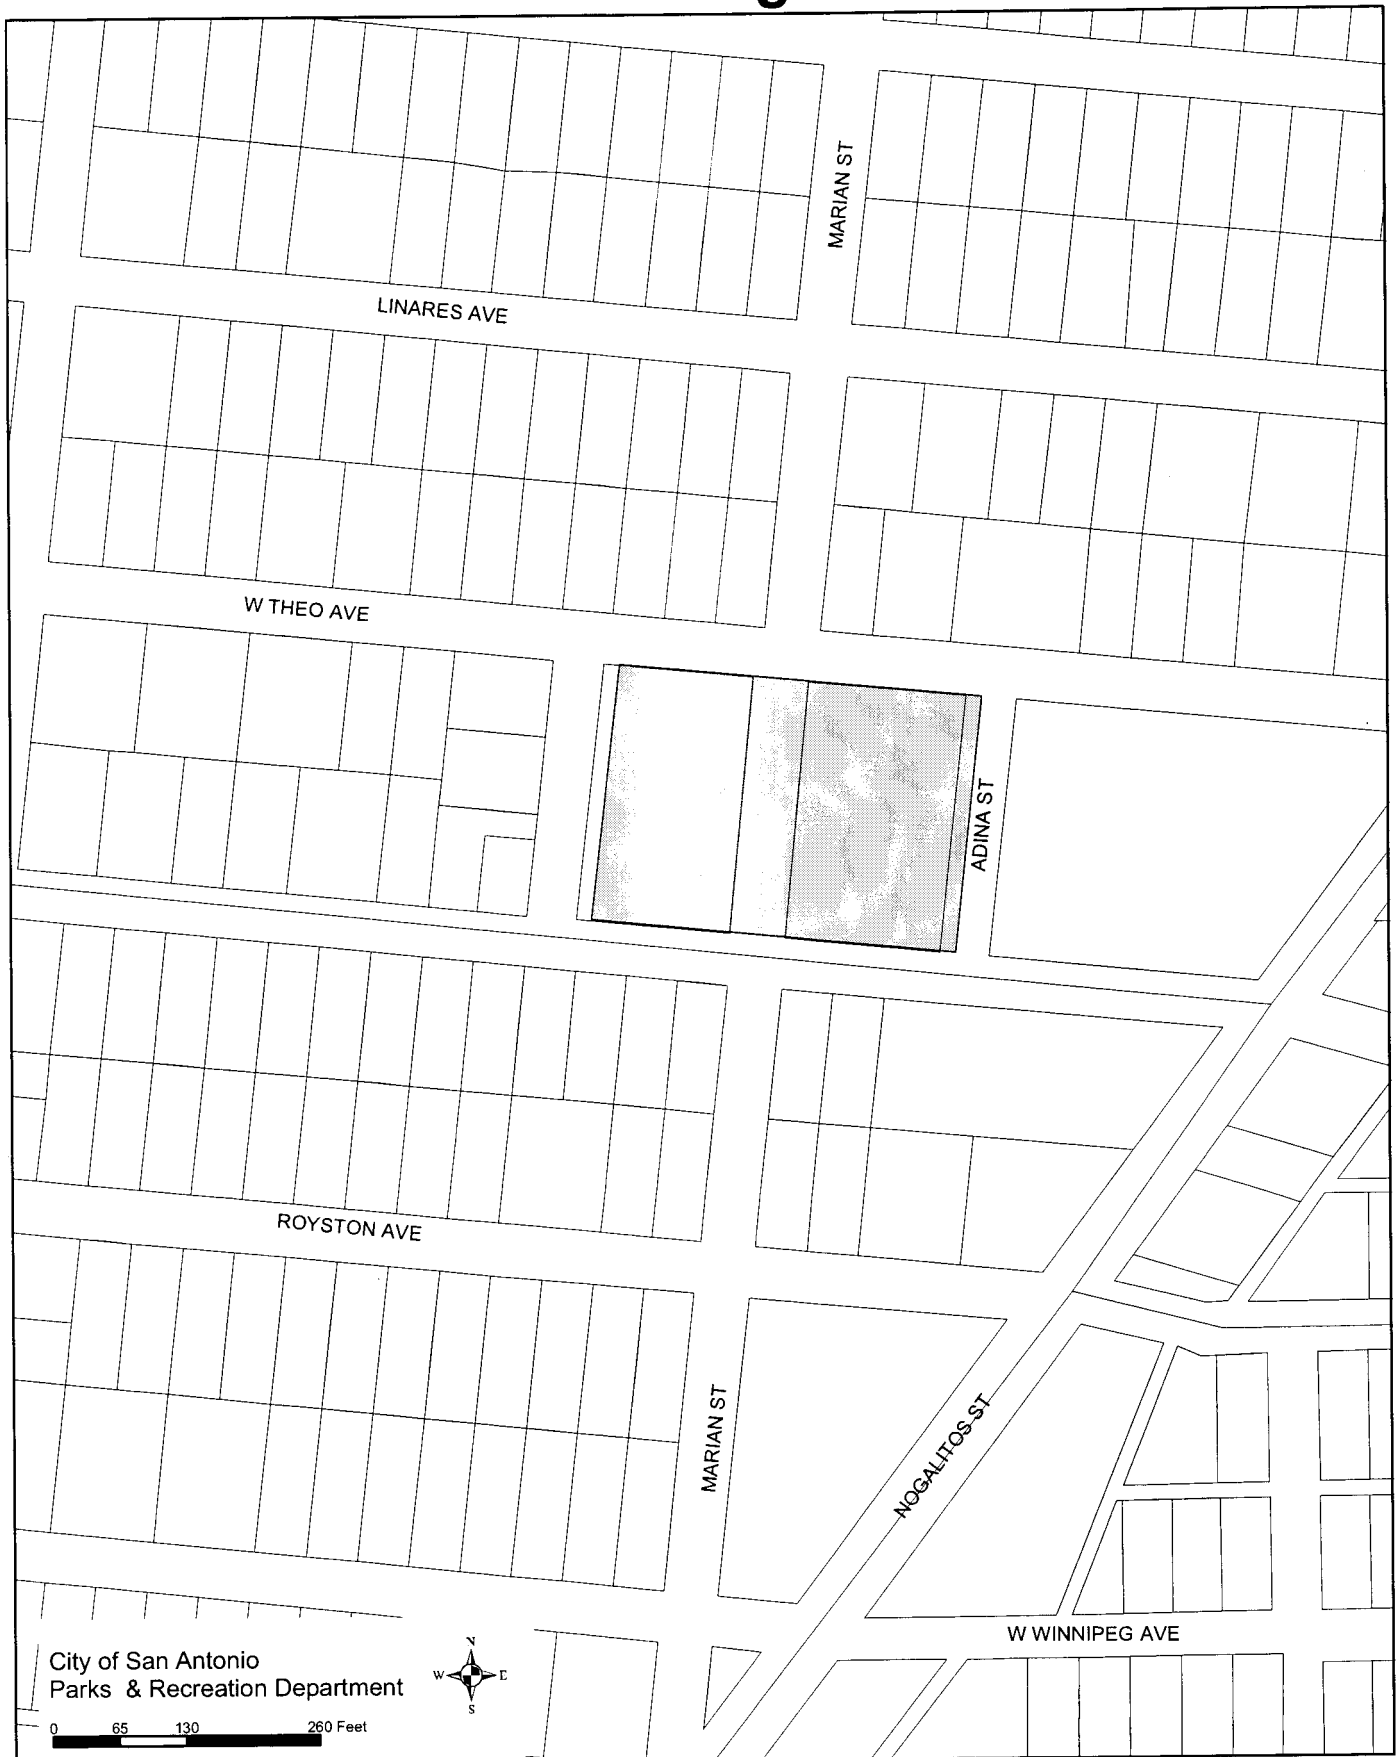 MARIAN ST
LINARES AVE
W THEO AVE
ADINA ST
ROYSTON AVE
MARIAN ST
NOGALITOS ST
W WINNIPEG AVE
City of San Antonio
Parks & Recreation Department
N
W E
S
0 65 130 260 Feet